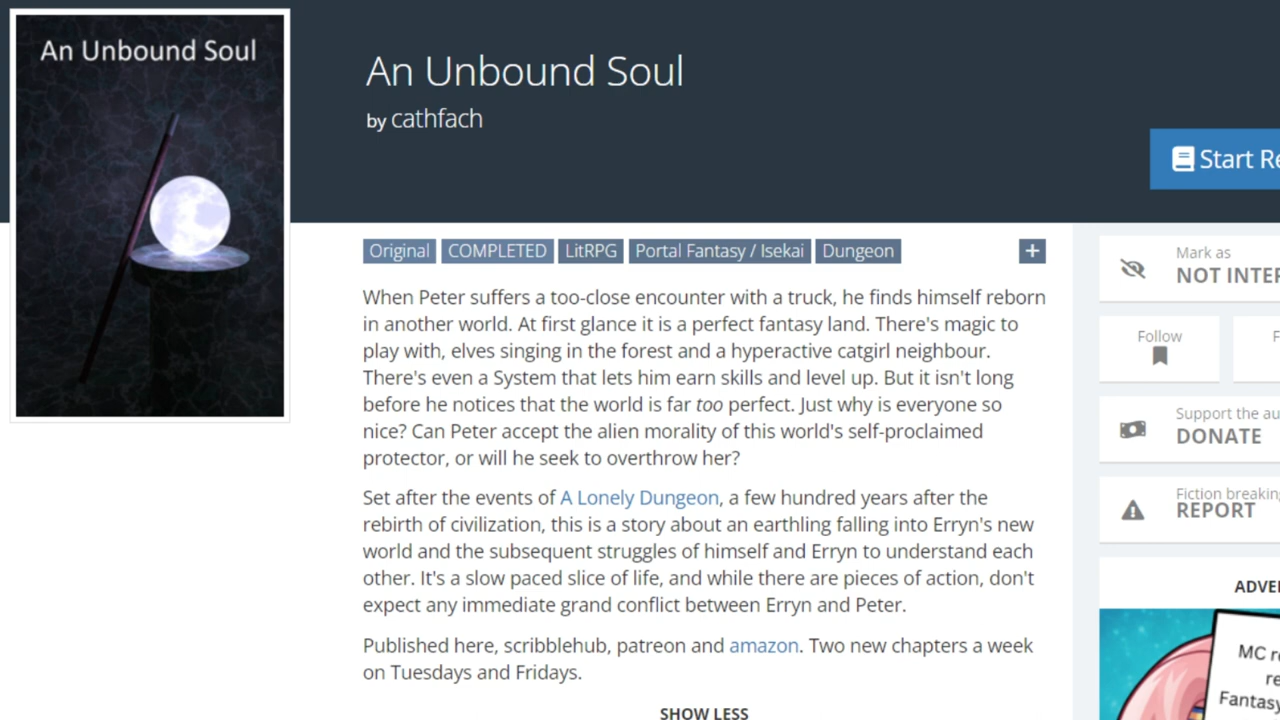 An Unbound Soul
An Unbound Soul
by cathfach
Start
Original COMPLETED LitRPG Portal Fantasy / Isekai Dungeon +
When Peter suffers a too-close encounter with a truck, he finds himself reborn
in another world. At first glance it is a perfect fantasy land. There's magic to
play with, elves singing in the forest and a hyperactive catgirl neighbour.
There's even a System that lets him earn skills and level up. But it isn't long
before he notices that the world is far too perfect. Just why is everyone so
nice? Can Peter accept the alien morality of this world's self-proclaimed
protector, or will he seek to overthrow her?
Set after the events of A Lonely Dungeon, a few hundred years after the
rebirth of civilization, this is a story about an earthling falling into Erryn's new
world and the subsequent struggles of himself and Erryn to understand each
other. It's a slow paced slice of life, and while there are pieces of action, don't
expect any immediate grand conflict between Erryn and Peter.
Published here, scribblehub, patreon and amazon. Two new chapters a week
on Tuesdays and Fridays.
SHOW LESS
Mark as
NOT
Follow
Support the
DONATE
Fiction
REPORT
MC
Fantasy